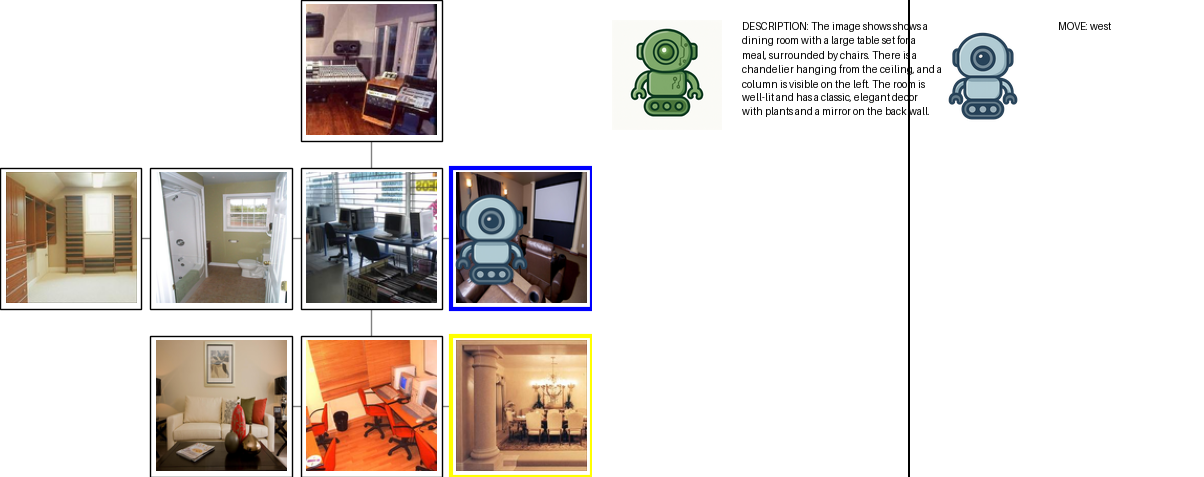 DESCRIPTION: The image shows shows a
dining room with a large table set for a
meal, surrounded by chairs. There is a
chandelier hanging from the ceiling, and a
column is visible on the left. The room is
well-lit and has a classic, elegant decor
with plants and a mirror on the back wall.
MOVE: west